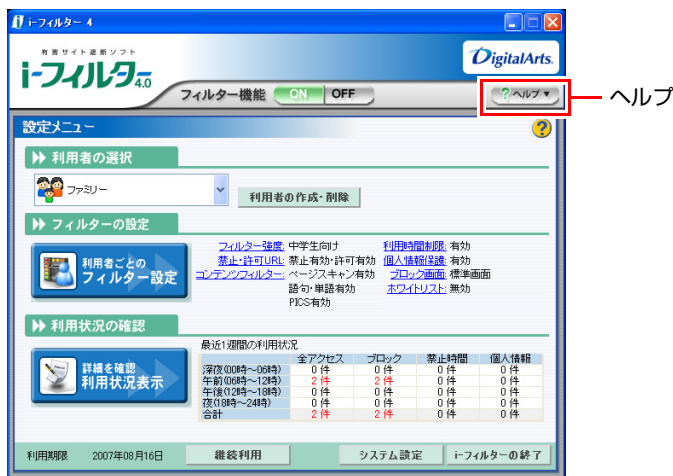 i-フィルター 4
有害サイト遮断ソフト
i-フィルター4.0
DigitalArts.
フィルター機能 ON OFF
?ヘルプ▼
ヘルプ
設定メニュー
?
利用者の選択
ファミリー
利用者の作成・削除
フィルターの設定
利用者ごとの
フィルター設定
フィルター強度: 中学生向け 利用時間制限: 有効
禁止・許可URL: 禁止有効・許可有効 個人情報保護: 有効
コンテンツフィルター: ページスキャン有効 ブロック画面: 標準画面
語句・単語有効 ホワイトリスト: 無効
PICS有効
利用状況の確認
詳細を確認
利用状況表示
最近1週間の利用状況
全アクセス ブロック 禁止時間 個人情報
深夜(00時~06時) 0 件 0 件 0 件 0 件
午前(06時~12時) 2 件 2 件 0 件 0 件
午後(12時~18時) 0 件 0 件 0 件 0 件
夜(18時~24時) 0 件 0 件 0 件 0 件
合計 2 件 2 件 0 件 0 件
利用期限 2007年08月16日 継続利用 システム設定 i-フィルターの終了